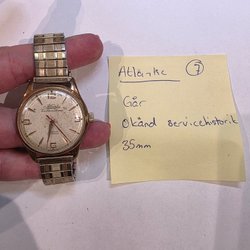 Atlantic 7
Går
Okänd servicehistorik
35mm